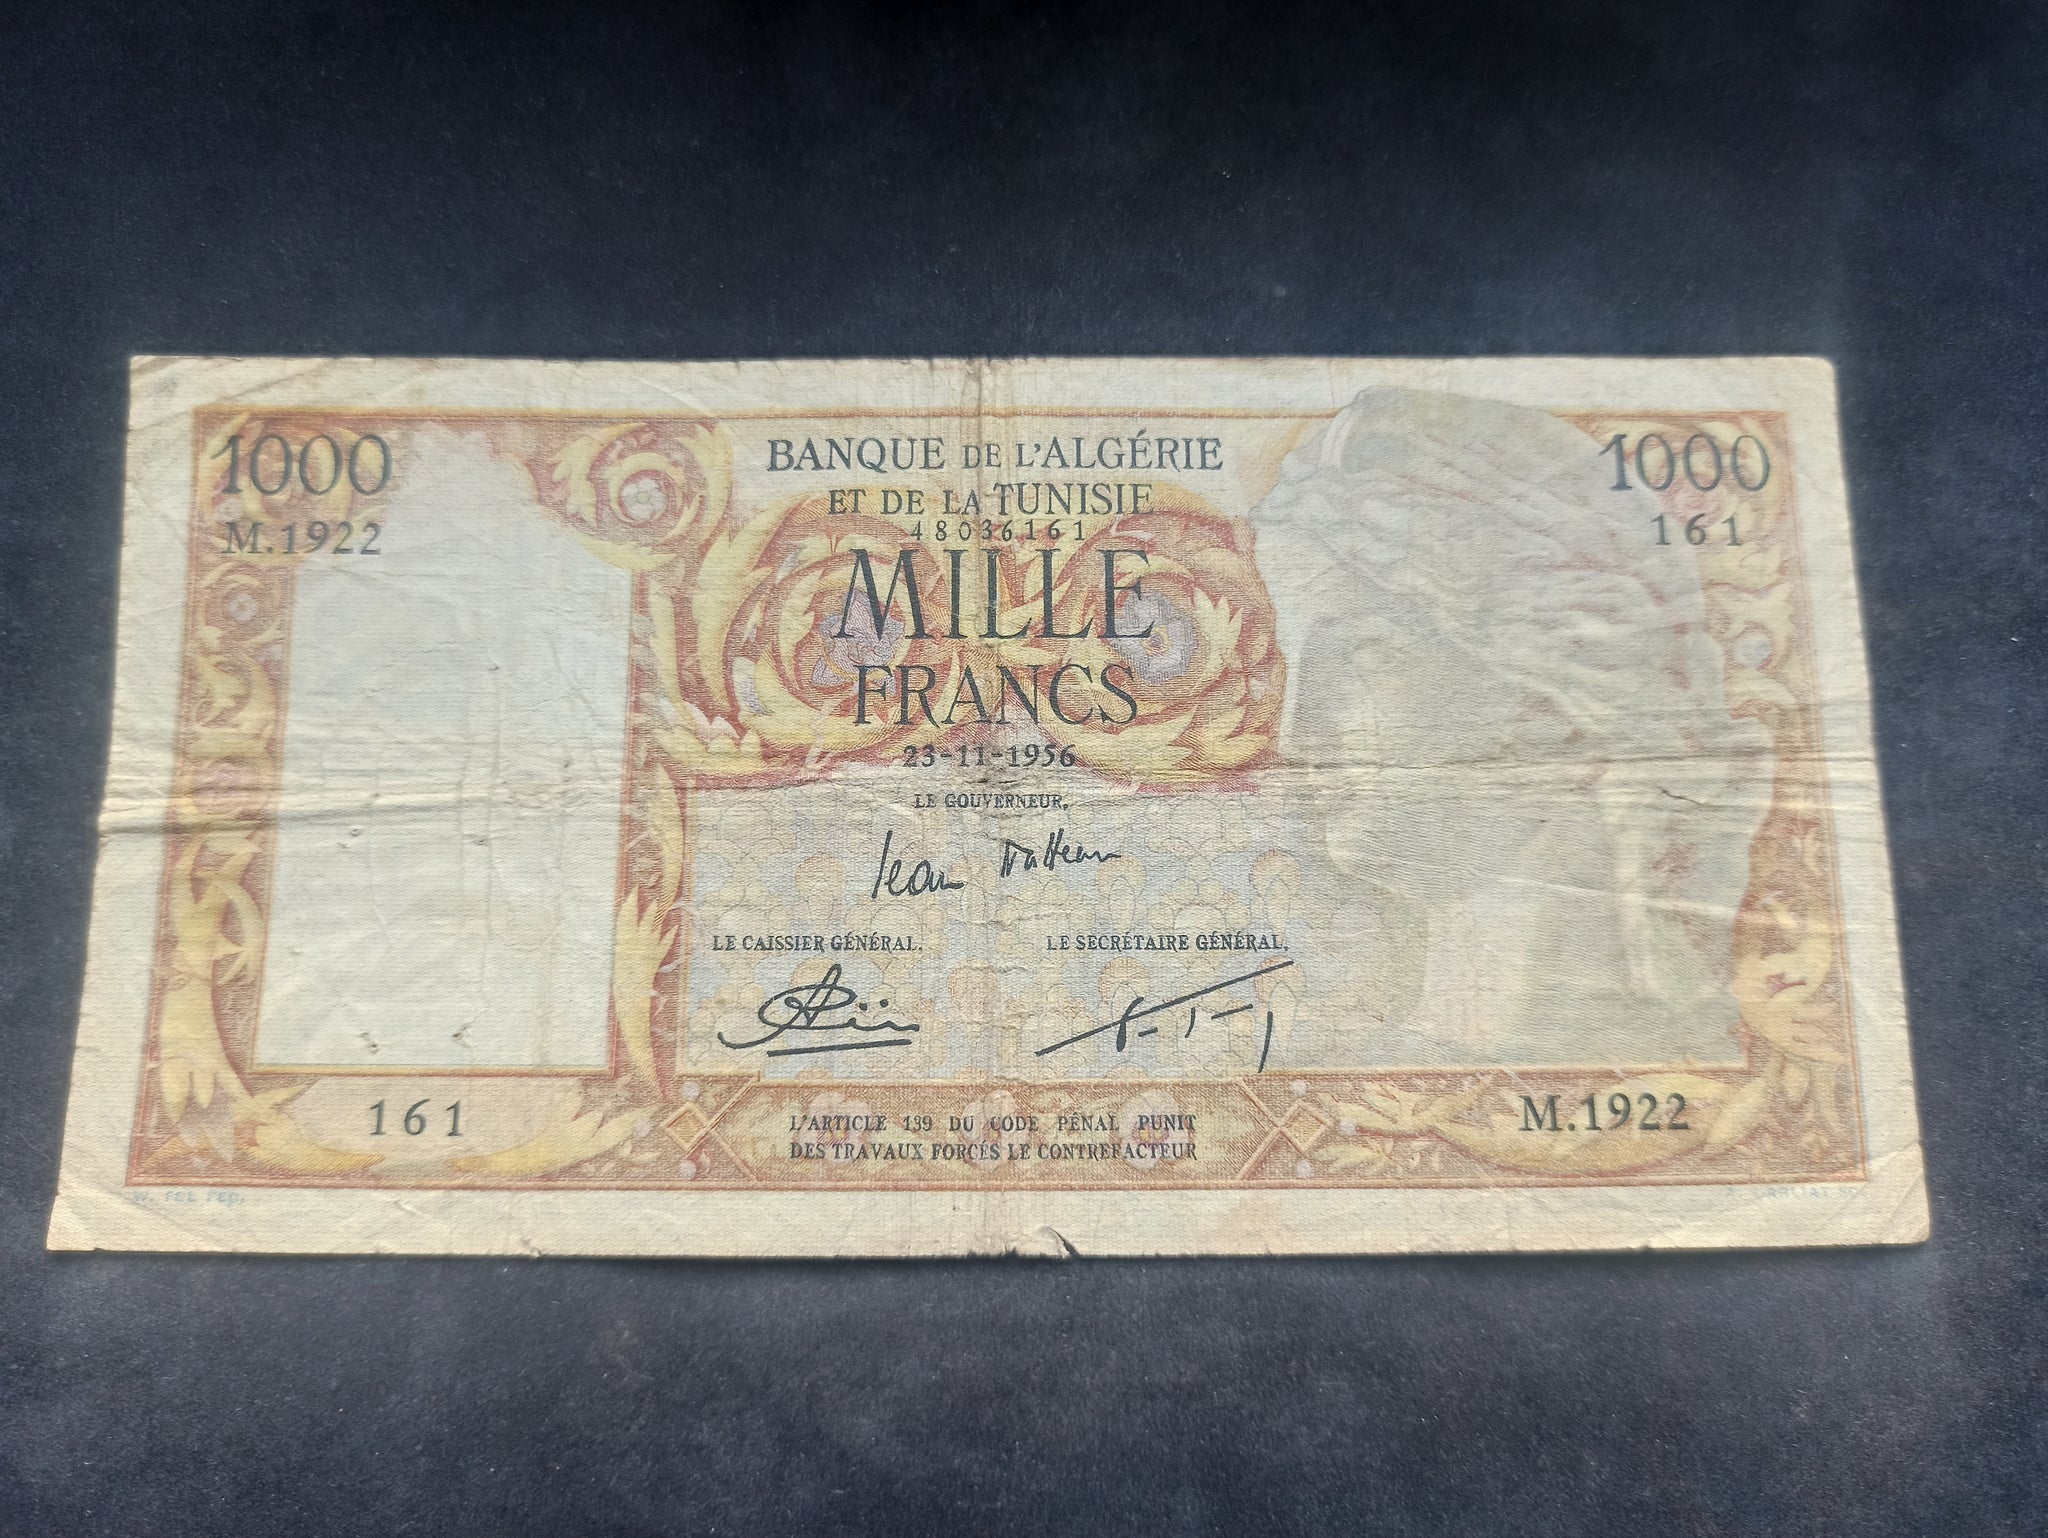 1000
BANQUE DE L'ALGÉRIE
1000
ET DE LA TUNISIE
M.1922
48036161
161
MILLE
FRANCS
23-11-1956
LE GOUVERNEUR,
LE CAISSIER GÉNÉRAL,
LE SECRÉTAIRE GÉNÉRAL,
161
L'ARTICLE 139 DU CODE PÉNAL PUNIT
DES TRAVAUX FORCÉS LE CONTREFACTEUR
M.1922